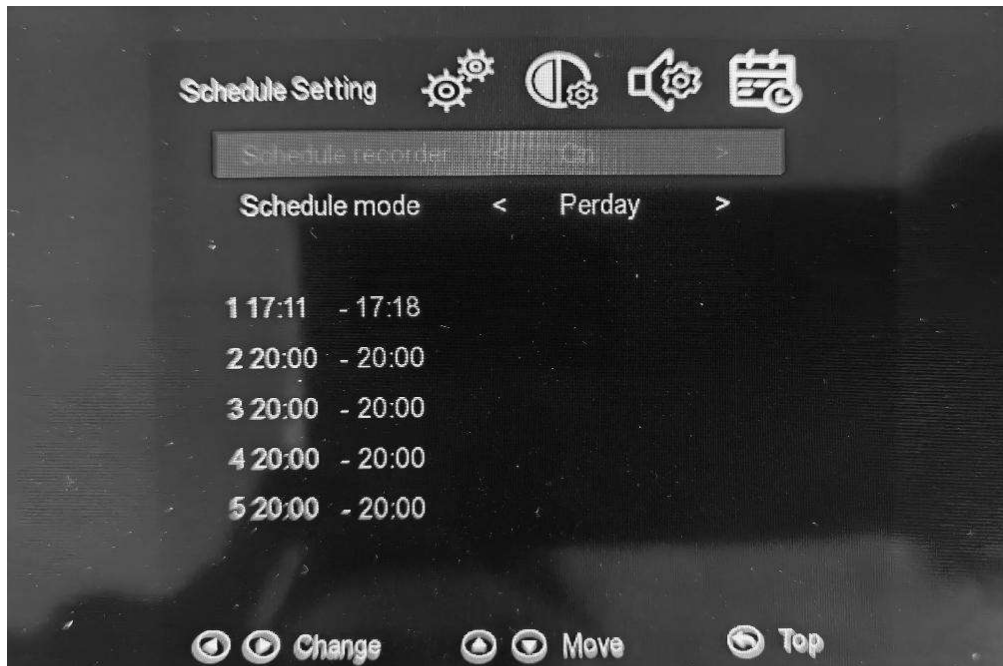 Schedule Setting
Schedule recorder < On >
Schedule mode < Perday >
1 17:11 - 17:18
2 20:00 - 20:00
3 20:00 - 20:00
4 20:00 - 20:00
5 20:00 - 20:00
Change Move Top